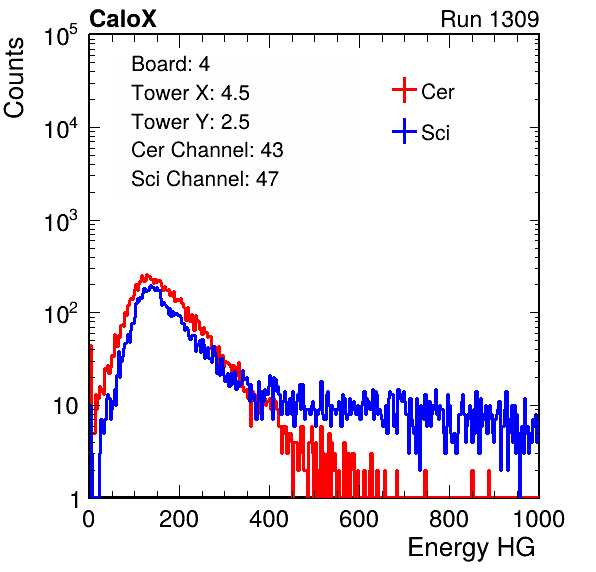 CaloX Run 1309
Counts
Board: 4
Tower X: 4.5
Tower Y: 2.5
Cer Channel: 43
Sci Channel: 47
Cer
Sci
10^5
10^4
10^3
10^2
10
1
0 200 400 600 800 1000
Energy HG